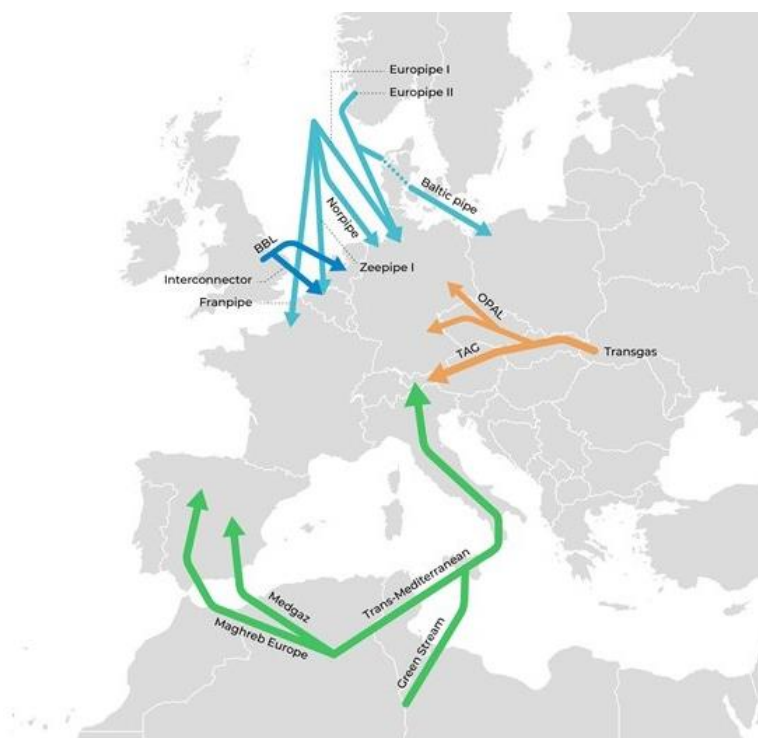 Europipe I
Europipe II
Baltic pipe
Norpipe
BBL
Zeepipe I
Interconnector
Franpipe
OPAL
TAG
Transgas
Trans-Mediterranean
Medgaz
Maghreb Europe
Green Stream